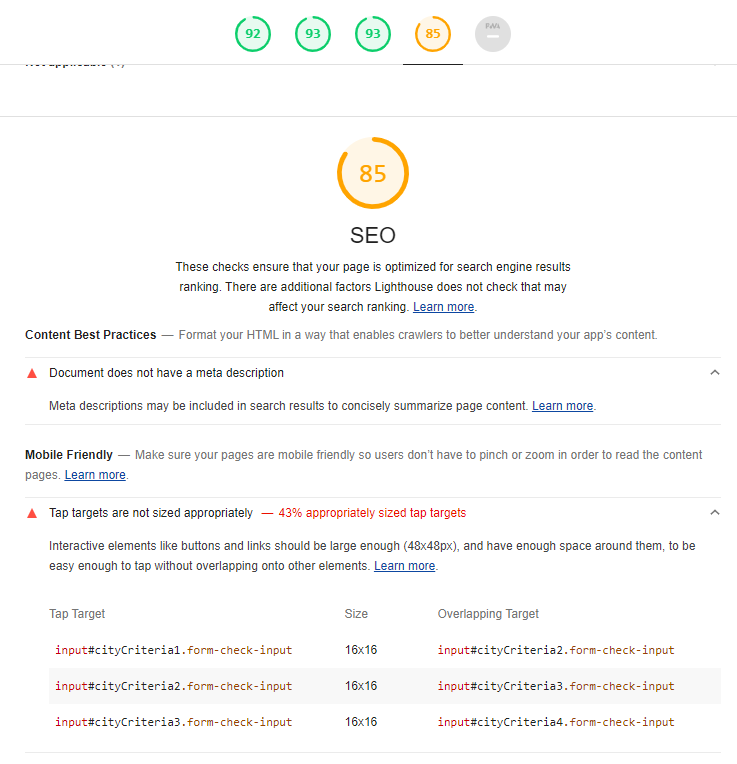 92 93 93 85
85
SEO
These checks ensure that your page is optimized for search engine results
ranking. There are additional factors Lighthouse does not check that may
affect your search ranking. Learn more.
Content Best Practices — Format your HTML in a way that enables crawlers to better understand your app’s content.
Document does not have a meta description
Meta descriptions may be included in search results to concisely summarize page content. Learn more.
Mobile Friendly — Make sure your pages are mobile friendly so users don’t have to pinch or zoom in order to read the content
pages. Learn more.
Tap targets are not sized appropriately — 43% appropriately sized tap targets
Interactive elements like buttons and links should be large enough (48x48px), and have enough space around them, to be
easy enough to tap without overlapping onto other elements. Learn more.
Tap Target Size Overlapping Target
input#cityCriteria1.form-check-input 16x16 input#cityCriteria2.form-check-input
input#cityCriteria2.form-check-input 16x16 input#cityCriteria3.form-check-input
input#cityCriteria3.form-check-input 16x16 input#cityCriteria4.form-check-input